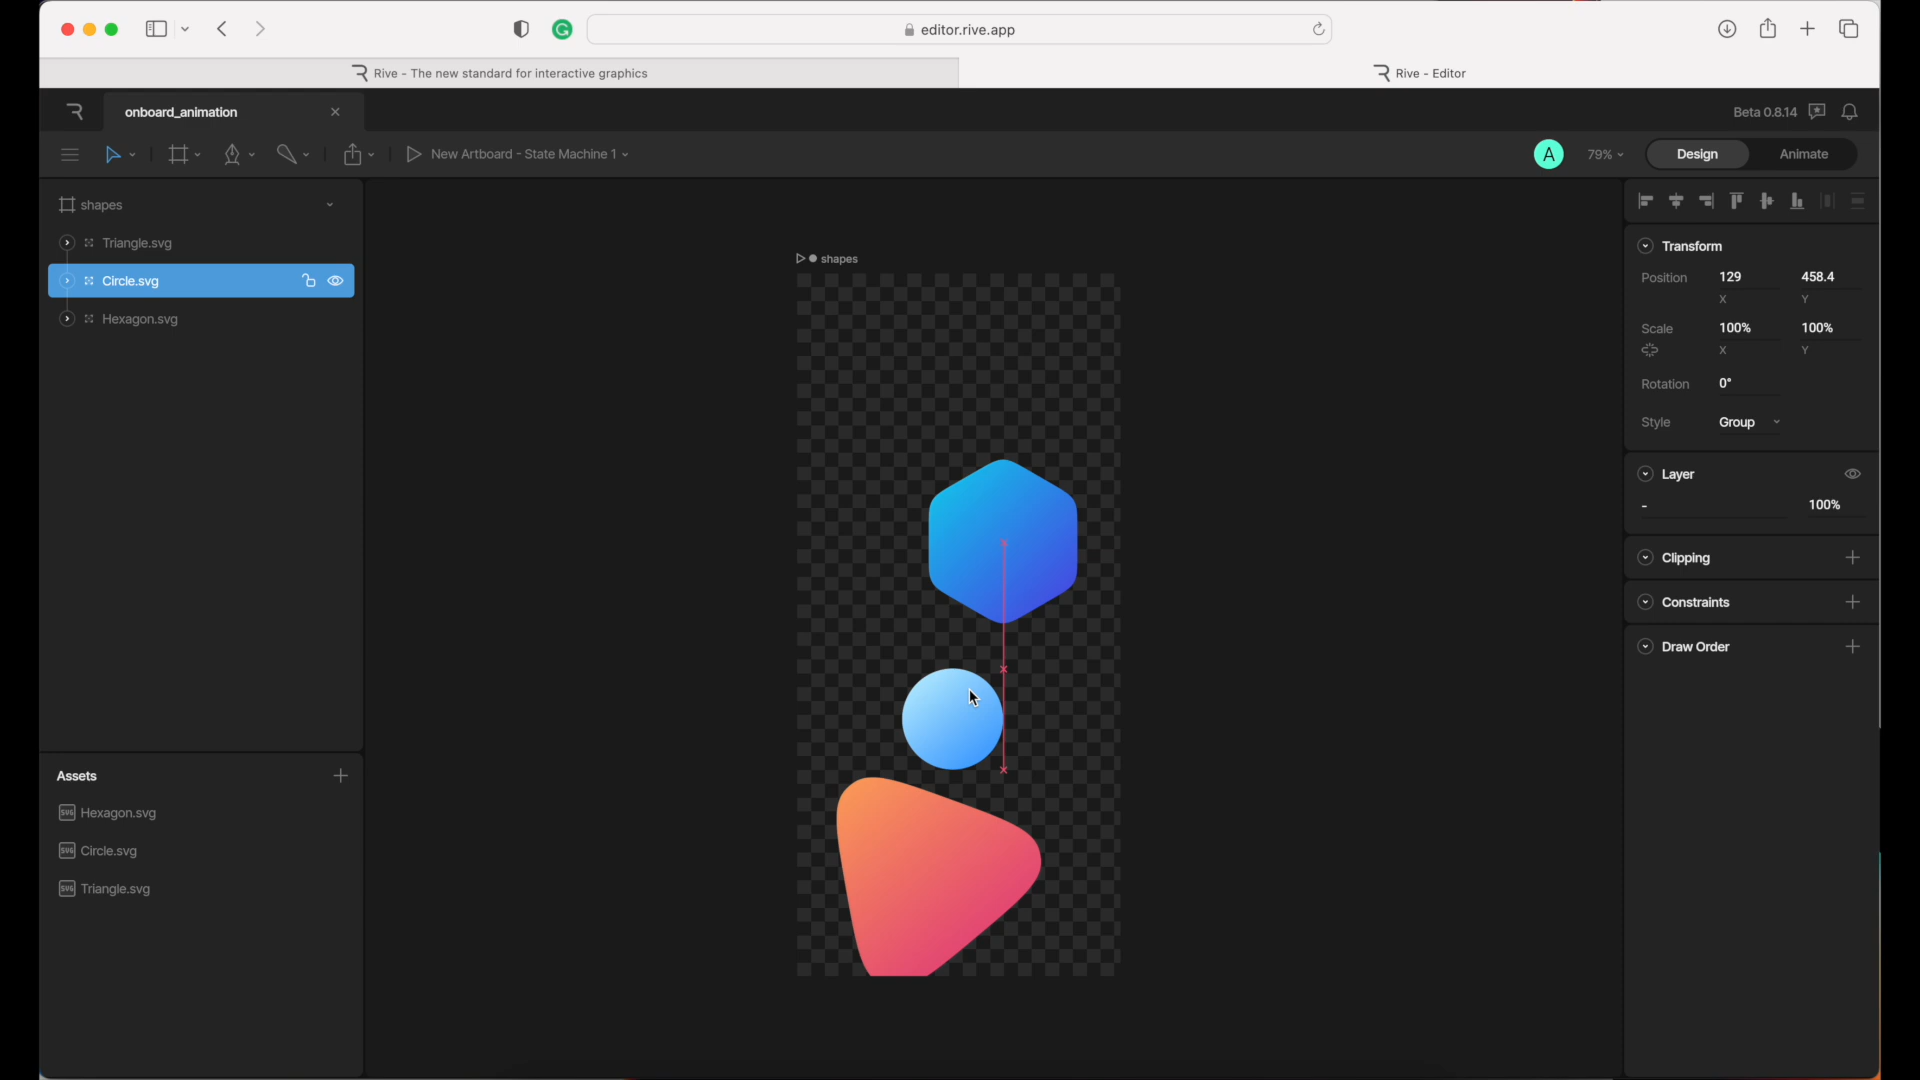 editor.rive.app
Rive - The new standard for interactive graphics
Rive - Editor
onboard_animation
Beta 0.8.14
New Artboard - State Machine 1
A
79%
Design
Animate
shapes
Triangle.svg
Circle.svg
Hexagon.svg
shapes
Transform
Position
129
458.4
X
Y
Scale
100%
100%
X
Y
Rotation
0°
Style
Group
Layer
-
100%
Clipping
Constraints
Draw Order
Assets
SVG Hexagon.svg
SVG Circle.svg
SVG Triangle.svg